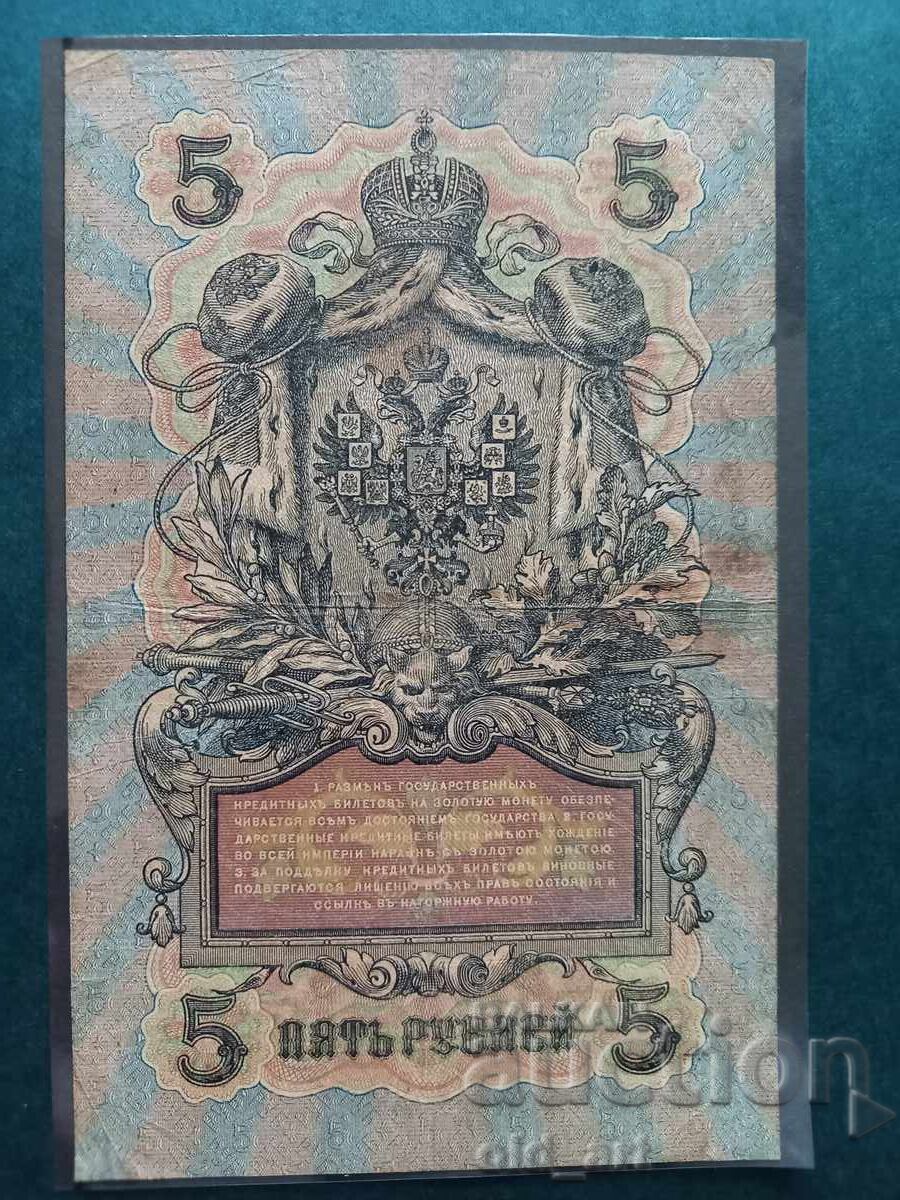 5 5
1. РАЗМѢНЪ ГОСУДАРСТВЕННЫХЪ
КРЕДИТНЫХЪ БИЛЕТОВЪ НА ЗОЛОТУЮ МОНЕТУ ОБЕЗПЕ-
ЧИВАЕТСЯ ВСѢМЪ ДОСТОЯНІЕМЪ ГОСУДАРСТВА. 2. ГОСУ-
ДАРСТВЕННЫЕ КРЕДИТНЫЕ БИЛЕТЫ ИМѢЮТЪ ХОЖДЕНІЕ
ВО ВСЕЙ ИМПЕРІИ НАРАВНѢ СЪ ЗОЛОТОЮ МОНЕТОЮ.
3. ЗА ПОДДѢЛКУ КРЕДИТНЫХЪ БИЛЕТОВЪ ВИНОВНЫЕ
ПОДВЕРГАЮТСЯ ЛИШЕНІЮ ВСѢХЪ ПРАВЪ СОСТОЯНІЯ И
ССЫЛКѢ ВЪ КАТОРЖНУЮ РАБОТУ.
5 ПЯТЬ РУБЛЕЙ 5
auction
old_art